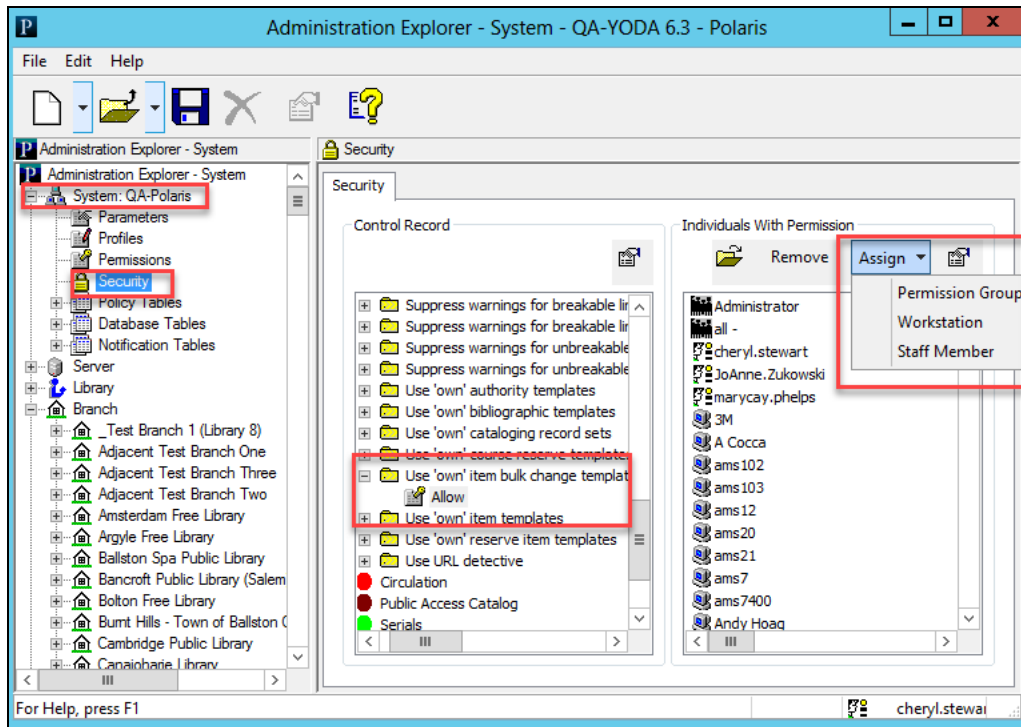 Administration Explorer - System - QA-YODA 6.3 - Polaris
File Edit Help
Administration Explorer - System
Administration Explorer - System
System: QA-Polaris
Parameters
Profiles
Permissions
Security
Policy Tables
Database Tables
Notification Tables
Server
Library
Branch
_Test Branch 1 (Library 8)
Adjacent Test Branch One
Adjacent Test Branch Three
Adjacent Test Branch Two
Amsterdam Free Library
Argyle Free Library
Ballston Spa Public Library
Bancroft Public Library (Salem
Bolton Free Library
Burnt Hills - Town of Ballston (
Cambridge Public Library
Canajoharie Library
Security
Security
Control Record
Suppress warnings for breakable lir
Suppress warnings for breakable lir
Suppress warnings for unbreakable
Suppress warnings for unbreakable
Use 'own' authority templates
Use 'own' bibliographic templates
Use 'own' cataloging record sets
Use 'own' course reserve template
Use 'own' item bulk change templat
Allow
Use 'own' item templates
Use 'own' reserve item templates
Use URL detective
Circulation
Public Access Catalog
Serials
Individuals With Permission
Remove Assign
Permission Group
Workstation
Staff Member
Administrator
all -
cheryl.stewart
JoAnne.Zukowski
marycay.phelps
3M
A Cocca
ams102
ams103
ams12
ams20
ams21
ams7
ams7400
Andy Hoag
For Help, press F1
cheryl.stewar